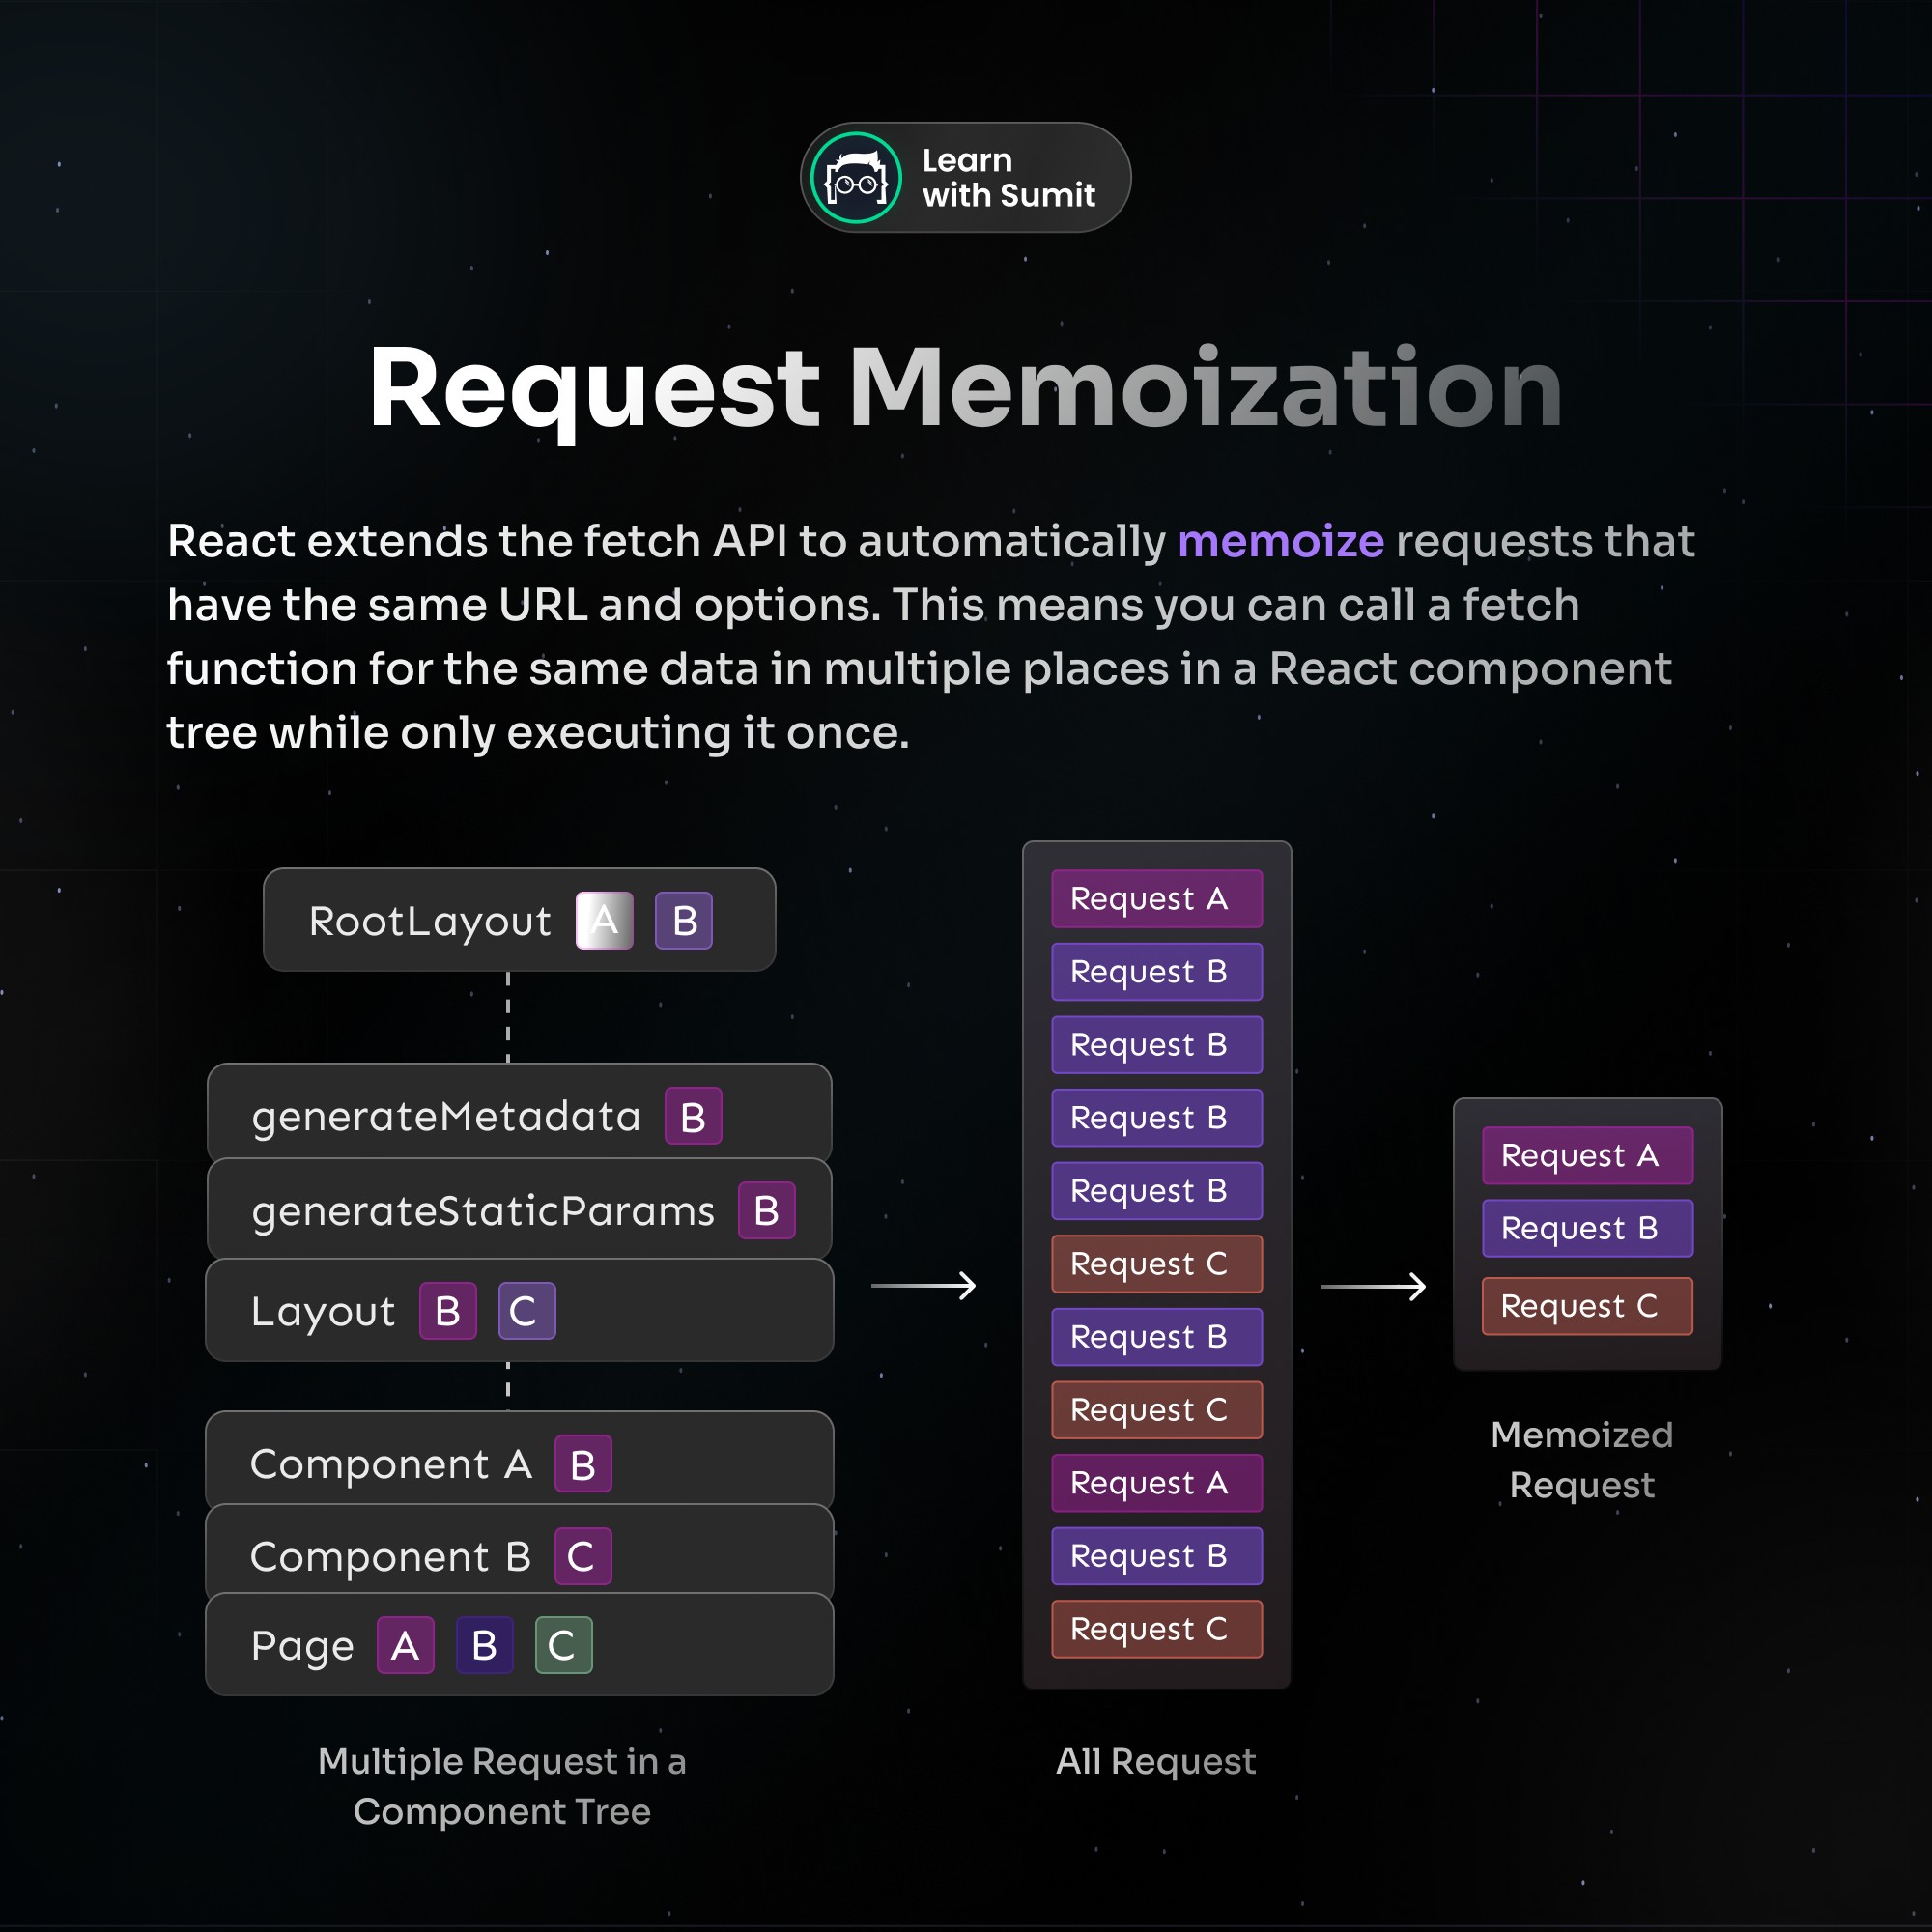 Learn
with Sumit
Request Memoization
React extends the fetch API to automatically memoize requests that
have the same URL and options. This means you can call a fetch
function for the same data in multiple places in a React component
tree while only executing it once.
RootLayout A B
generateMetadata B
generateStaticParams B
Layout B C
Component A B
Component B C
Page A B C
Multiple Request in a
Component Tree
Request A
Request B
Request B
Request B
Request B
Request C
Request B
Request C
Request A
Request B
Request C
All Request
Request A
Request B
Request C
Memoized
Request